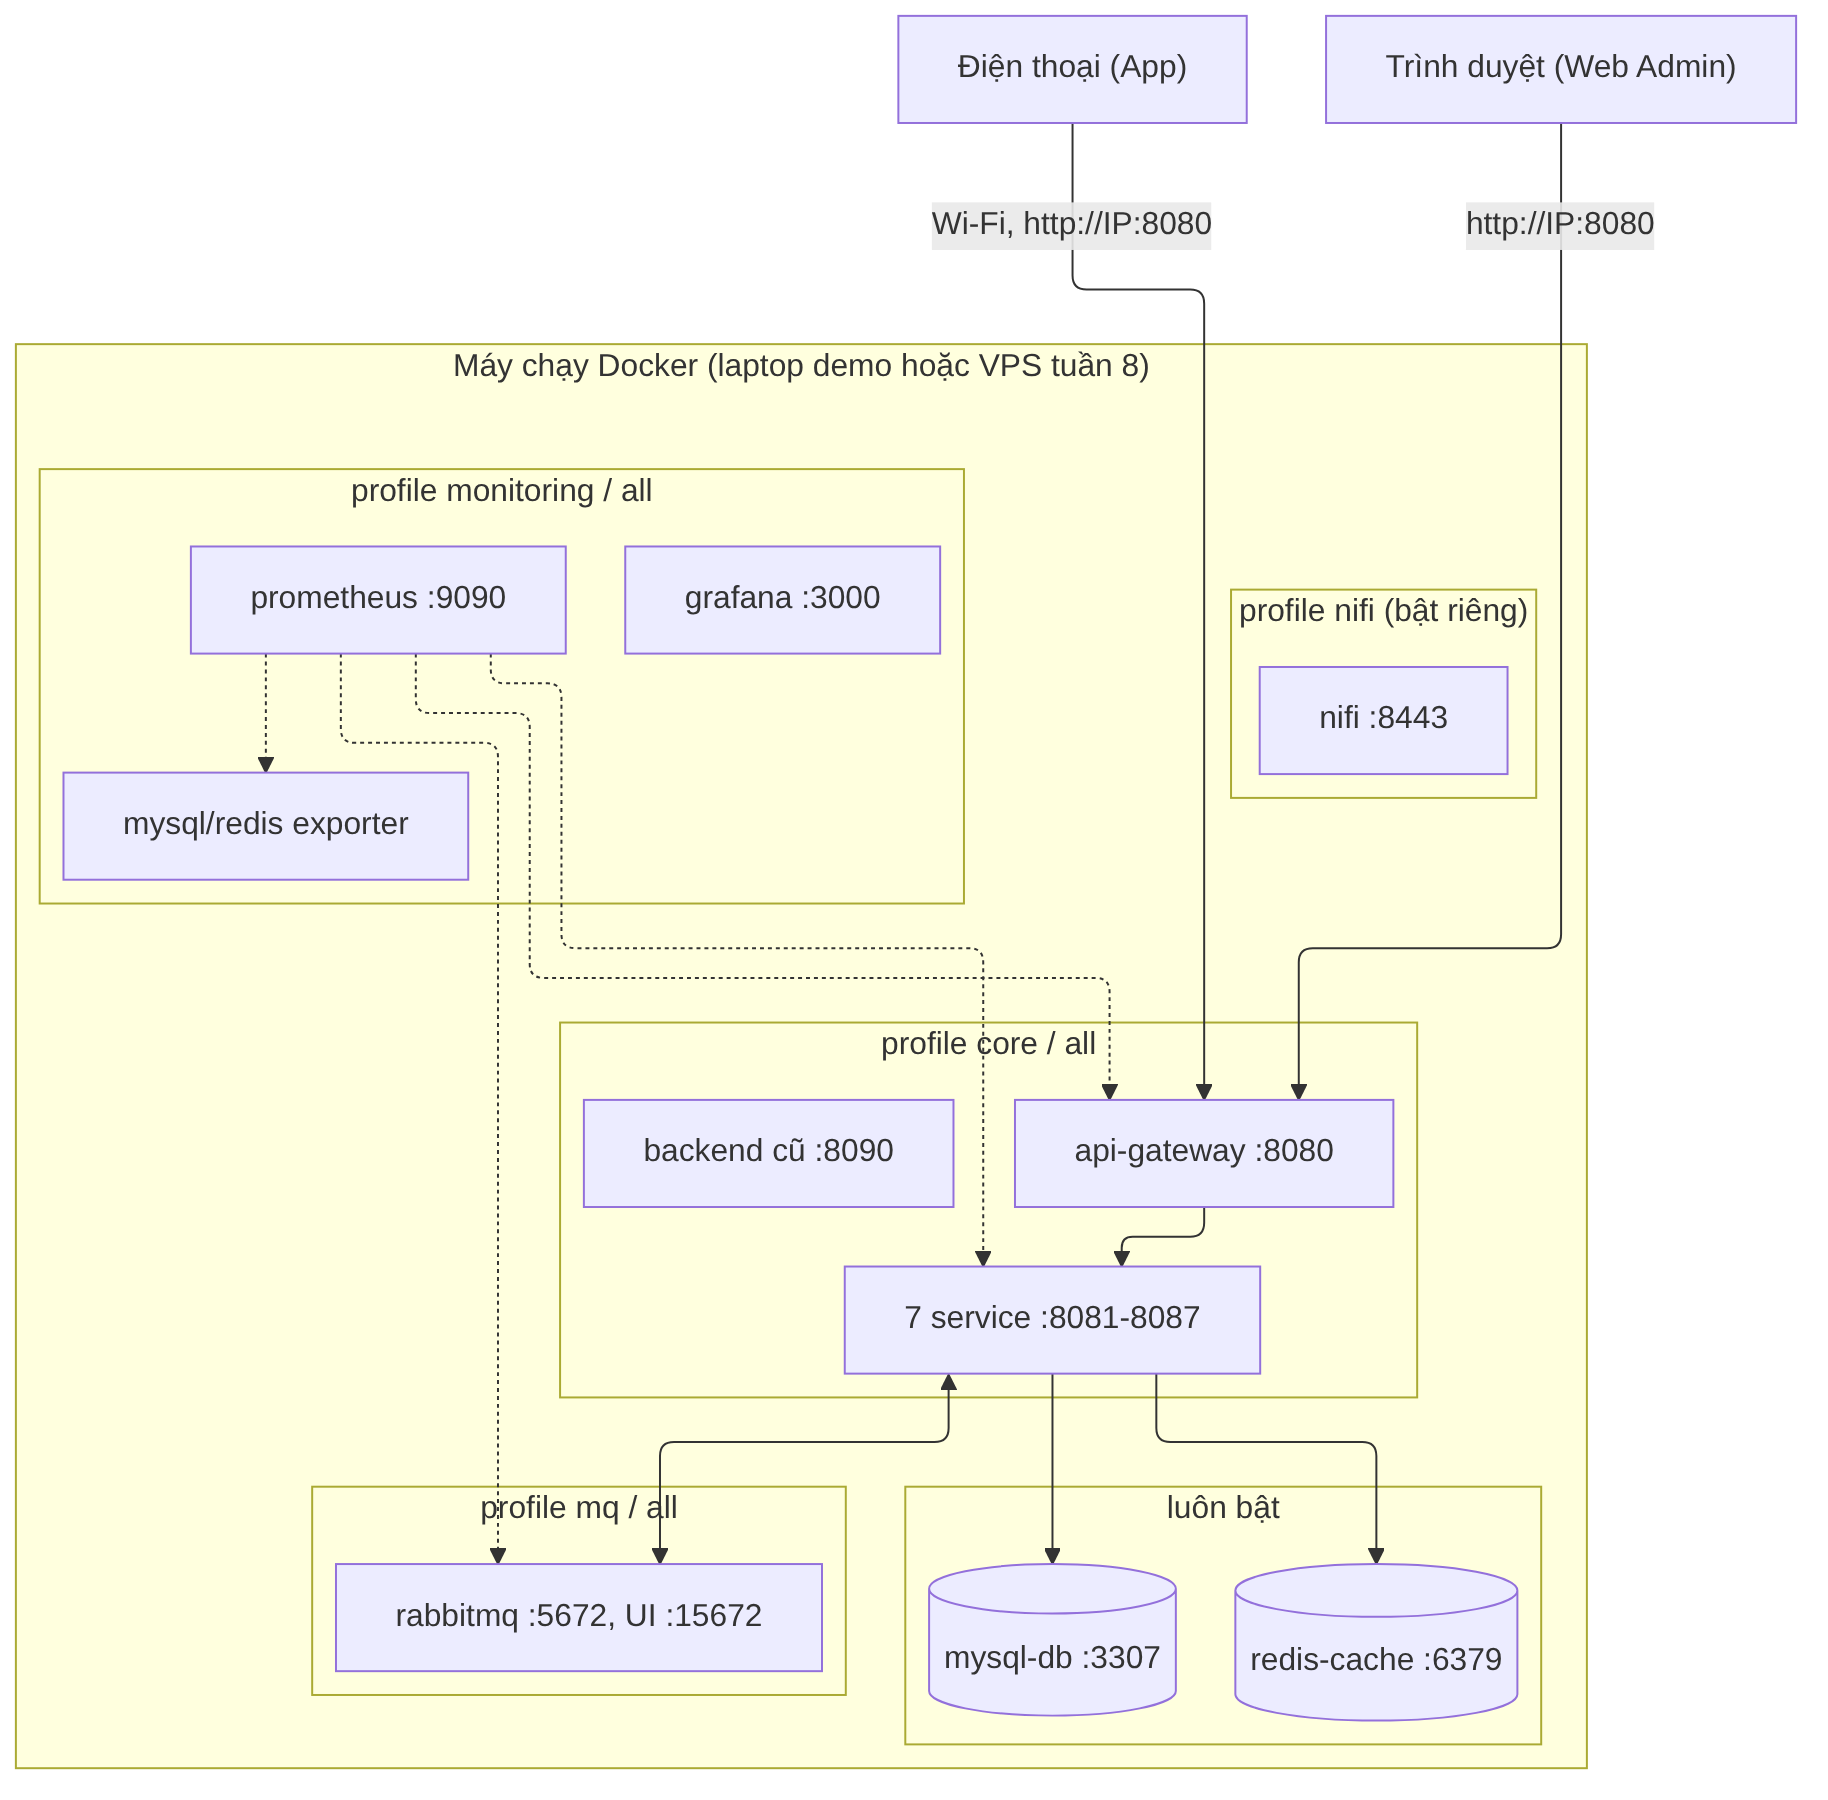 Điện thoại (App)
Trình duyệt (Web Admin)
Wi-Fi, http://IP:8080
http://IP:8080
Máy chạy Docker (laptop demo hoặc VPS tuần 8)
profile monitoring / all
prometheus :9090
grafana :3000
profile nifi (bật riêng)
nifi :8443
mysql/redis exporter
profile core / all
backend cũ :8090
api-gateway :8080
7 service :8081-8087
profile mq / all
luôn bật
rabbitmq :5672, UI :15672
mysql-db :3307
redis-cache :6379